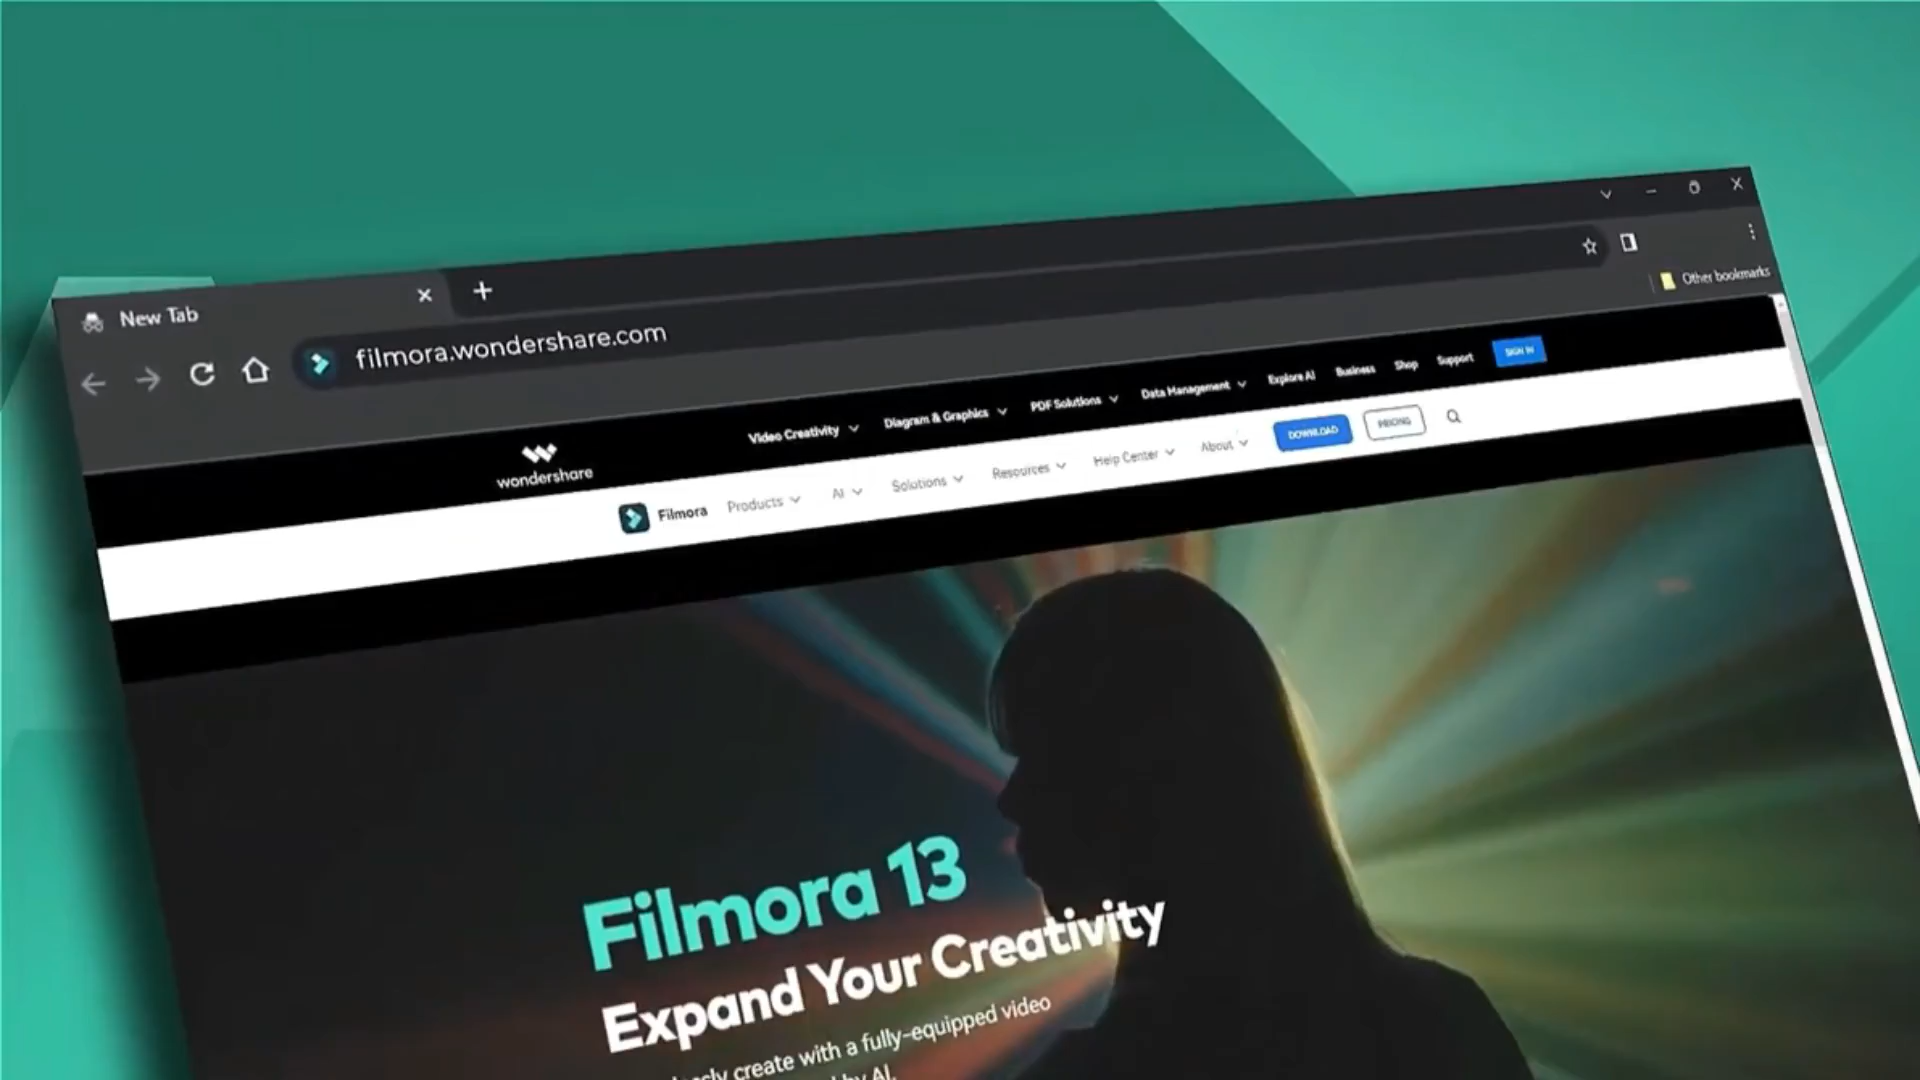 New Tab
filmora.wondershare.com
Other bookmarks
wondershare
Video Creativity
Diagram & Graphics
PDF Solutions
Data Management
Explore AI
Business
Shop
Support
SIGN IN
Filmora
Products
AI
Solutions
Resources
Help Center
About
DOWNLOAD
PRICING
Filmora 13
Expand Your Creativity
create with a fully-equipped video
by AI.